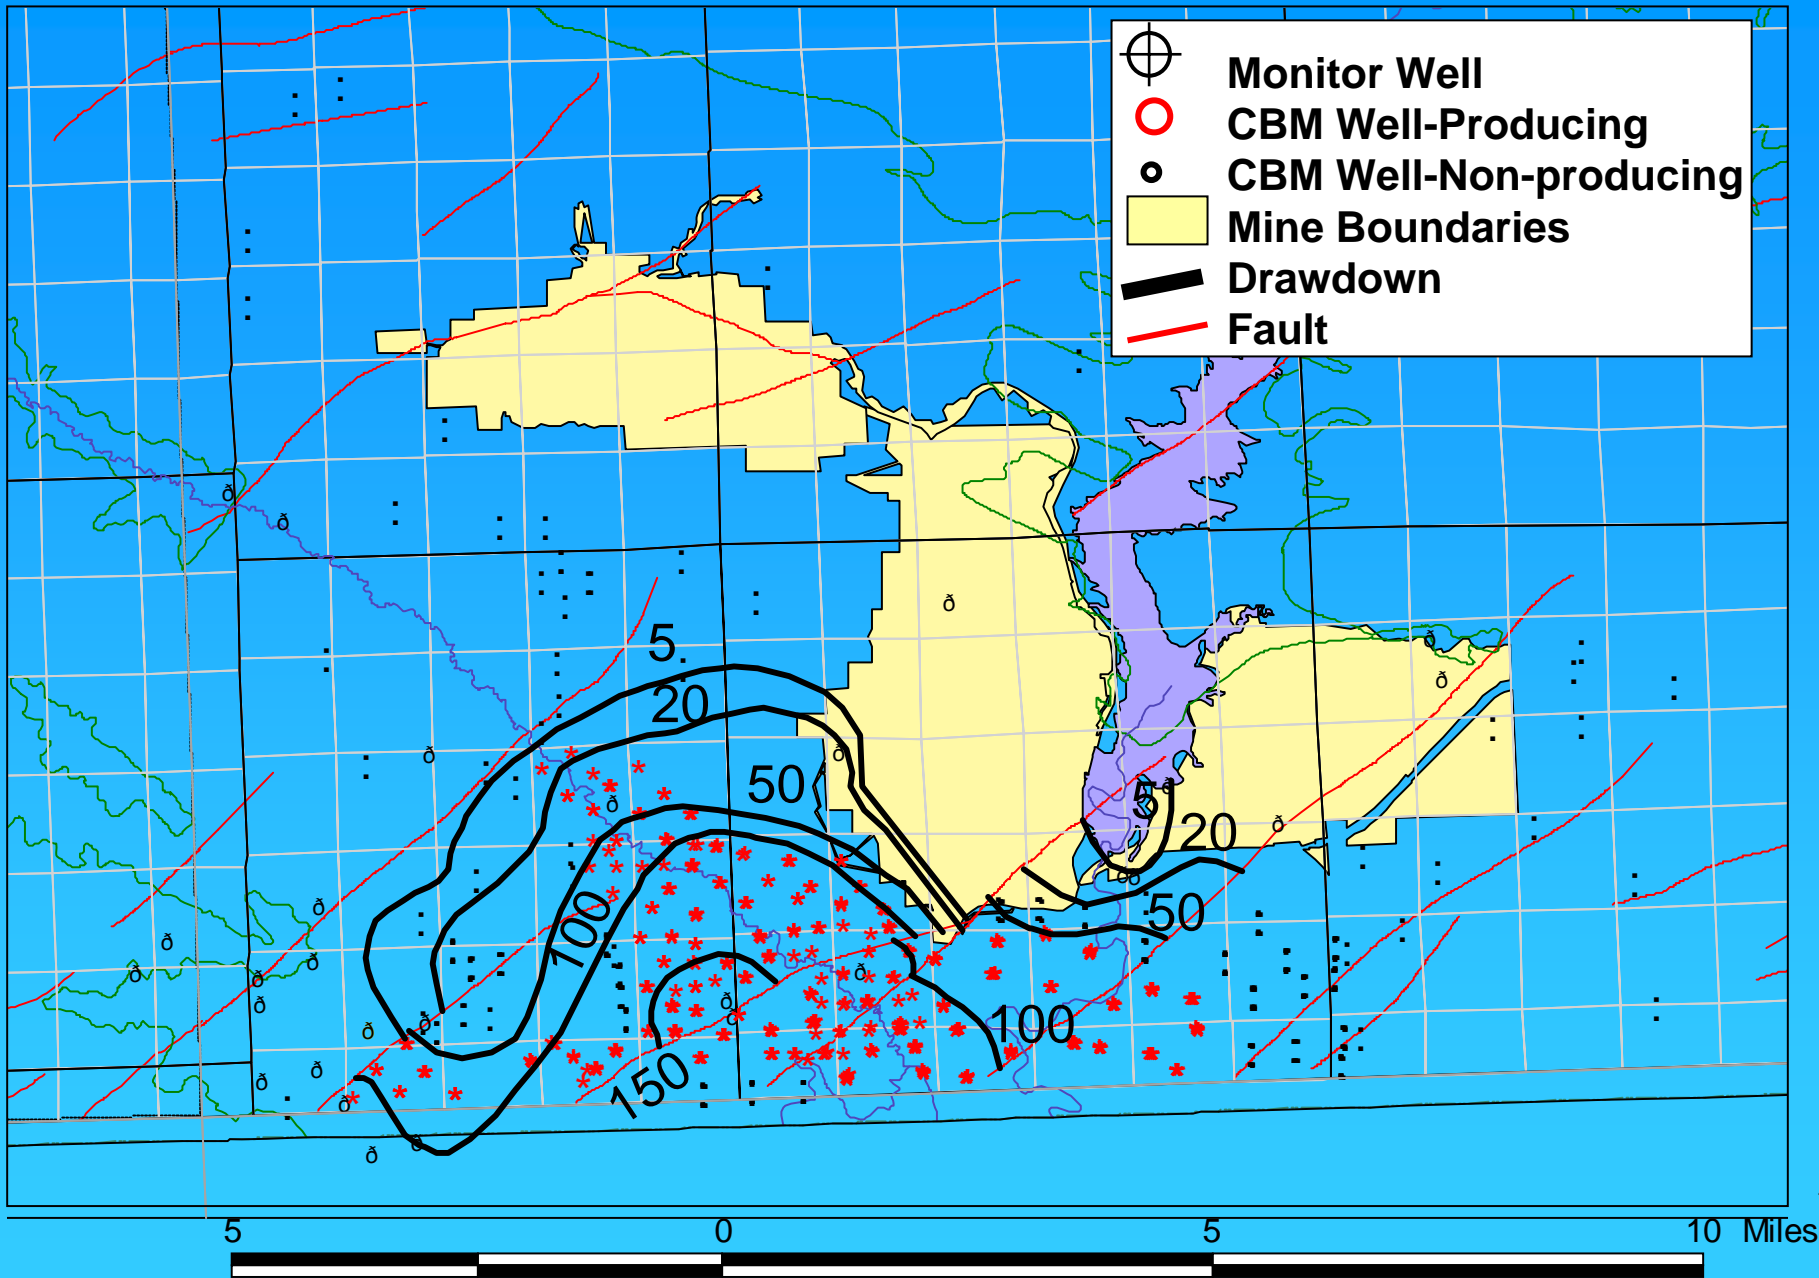 Monitor Well
CBM Well-Producing
CBM Well-Non-producing
Mine Boundaries
Drawdown
Fault
5
20
50
5
20
100
50
100
150
5 0 5 10 Miles